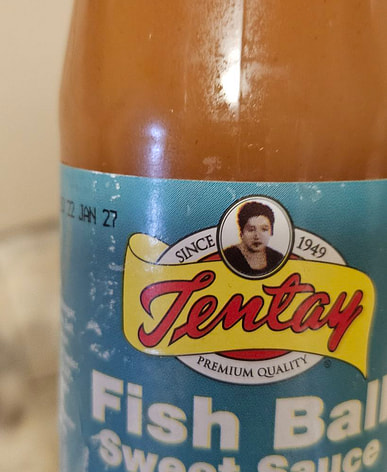 22 JAN 27
SINCE 1949
Tentay
PREMIUM QUALITY
Fish Ball
Sweet Sauce